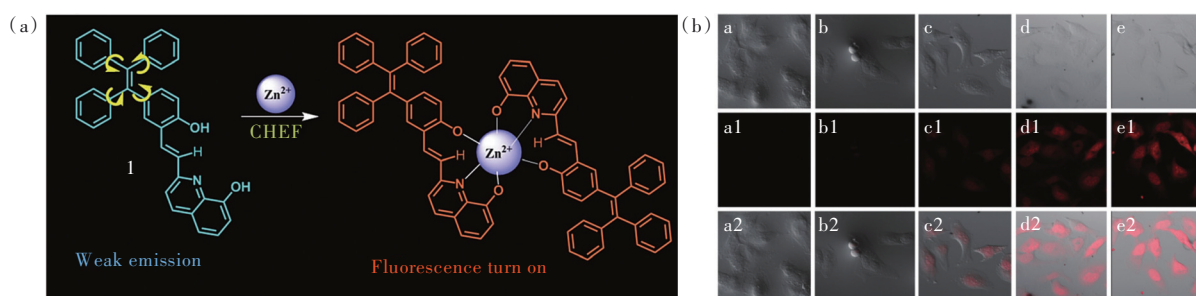 (a)
Zn2+
CHEF
OH
H
1
N
OH
Weak emission
O
N
O
H
Zn2+
H
N
O
O
Fluorescence turn on
(b)
a b c d e
a1 b1 c1 d1 e1
a2 b2 c2 d2 e2